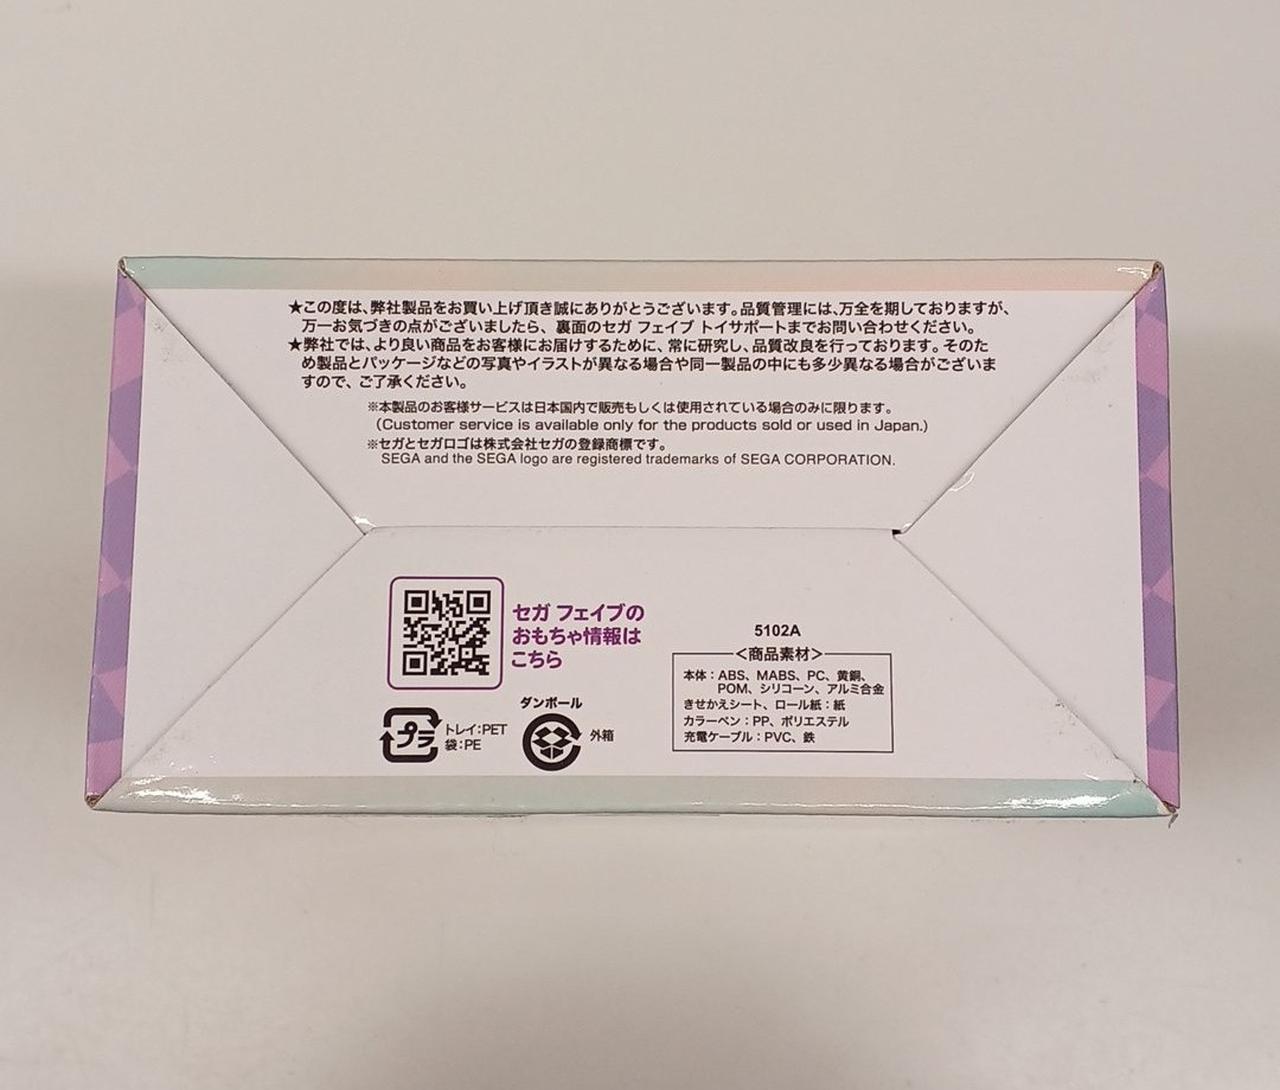 ★この度は、弊社製品をお買い上げ頂き誠にありがとうございます。品質管理には、万全を期しておりますが、
万一お気づきの点がございましたら、裏面のセガ フェイブ トイサポートまでお問い合わせください。
★弊社では、より良い商品をお客様にお届けするために、常に研究し、品質改良を行っております。そのた
め製品とパッケージなどの写真やイラストが異なる場合や同一製品の中にも多少異なる場合がございま
すので、ご了承ください。
※本製品のお客様サービスは日本国内で販売もしくは使用されている場合のみに限ります。
(Customer service is available only for the products sold or used in Japan.)
※セガとセガロゴは株式会社セガの登録商標です。
SEGA and the SEGA logo are registered trademarks of SEGA CORPORATION.
セガ フェイブの
おもちゃ情報は
こちら
プラ
トレイ:PET
袋:PE
ダンボール
外箱
5102A
<商品素材>
本体:ABS、MABS、PC、黄銅、
POM、シリコーン、アルミ合金
きせかえシート、ロール紙:紙
カラーペン:PP、ポリエステル
充電ケーブル:PVC、鉄